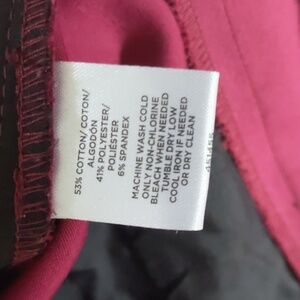 53% COTTON/COTON/
ALGODÓN
41% POLYESTER/
POLIÉSTER
6% SPANDEX
MACHINE WASH COLD
ONLY NON-CHLORINE
BLEACH WHEN NEEDED
TUMBLE DRY LOW
COOL IRON IF NEEDED
OR DRY CLEAN